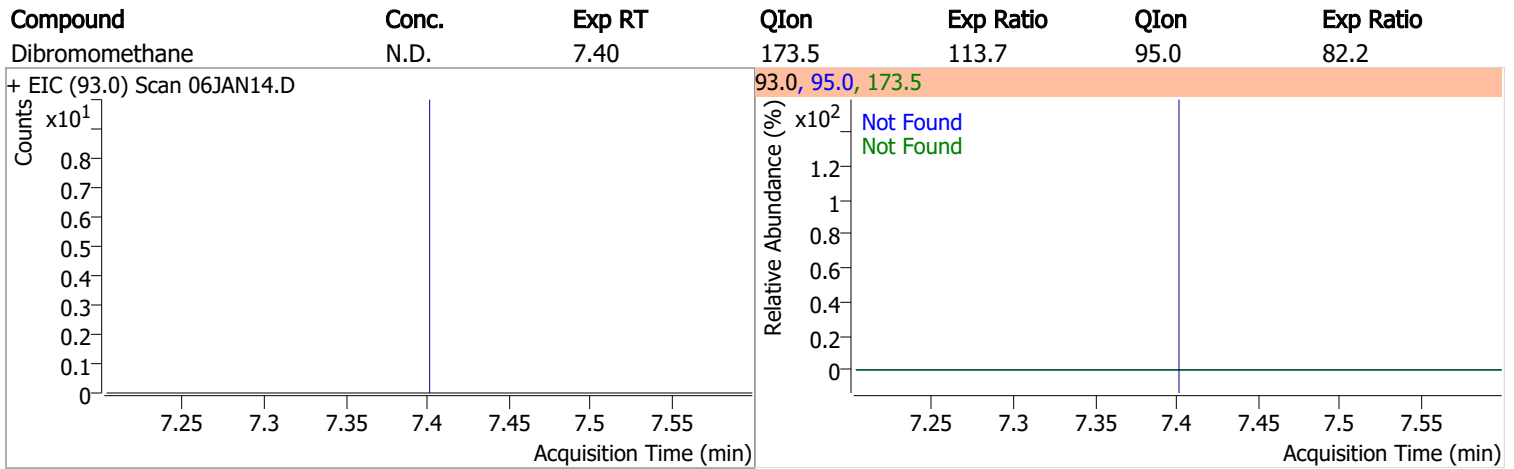 Compound Conc. Exp RT QIon Exp Ratio QIon Exp Ratio
Dibromomethane N.D. 7.40 173.5 113.7 95.0 82.2
+ EIC (93.0) Scan 06JAN14.D
Counts
x10¹
0.8
0.7
0.6
0.5
0.4
0.3
0.2
0.1
0
7.25 7.3 7.35 7.4 7.45 7.5 7.55
Acquisition Time (min)
93.0, 95.0, 173.5
Relative Abundance (%)
x10²
Not Found
Not Found
1.2
1
0.8
0.6
0.4
0.2
0
7.25 7.3 7.35 7.4 7.45 7.5 7.55
Acquisition Time (min)